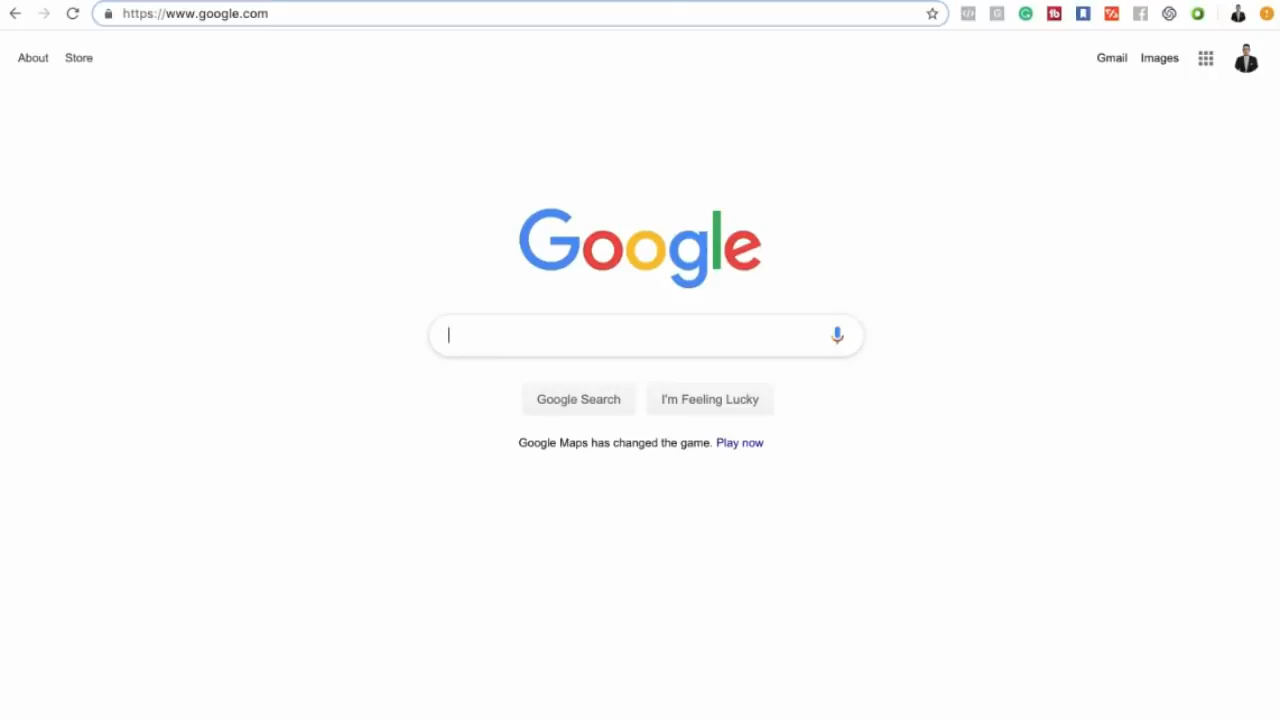 https://www.google.com
About Store
Gmail Images
Google
Google Search I'm Feeling Lucky
Google Maps has changed the game. Play now